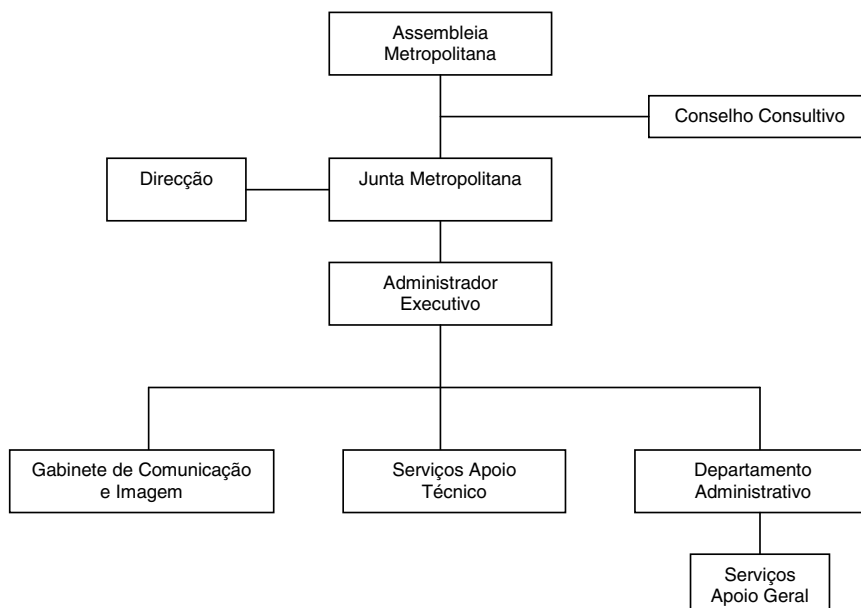 Assembleia
Metropolitana
Conselho Consultivo
Direcção
Junta Metropolitana
Administrador
Executivo
Gabinete de Comunicação
e Imagem
Serviços Apoio
Técnico
Departamento
Administrativo
Serviços
Apoio Geral